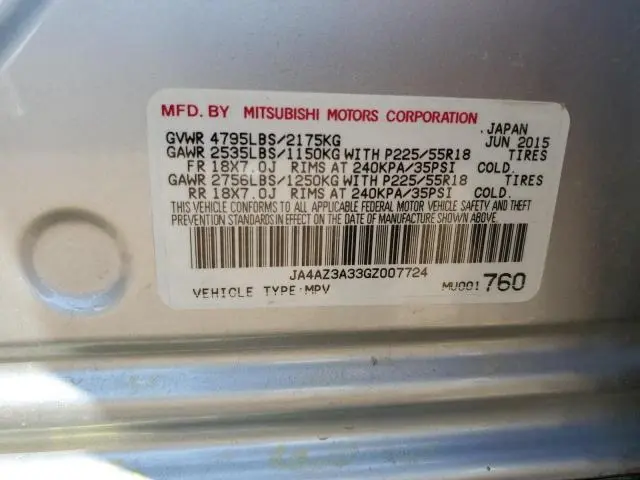 MFD. BY MITSUBISHI MOTORS CORPORATION
JAPAN
GVWR 4795LBS/2175KG JUN 2015
GAWR 2535LBS/1150KG WITH P225/55R18 TIRES
FR 18X7.0J RIMS AT 240KPA/35PSI COLD.
GAWR 2756LBS/1250KG WITH P225/55R18 TIRES
RR 18X7.0J RIMS AT 240KPA/35PSI COLD.
THIS VEHICLE CONFORMS TO ALL APPLICABLE FEDERAL MOTOR VEHICLE SAFETY AND THEFT
PREVENTION STANDARDS IN EFFECT ON THE DATE OF MANUFACTURE SHOWN ABOVE.
JA4AZ3A33GZ007724
VEHICLE TYPE:MPV MU001 760